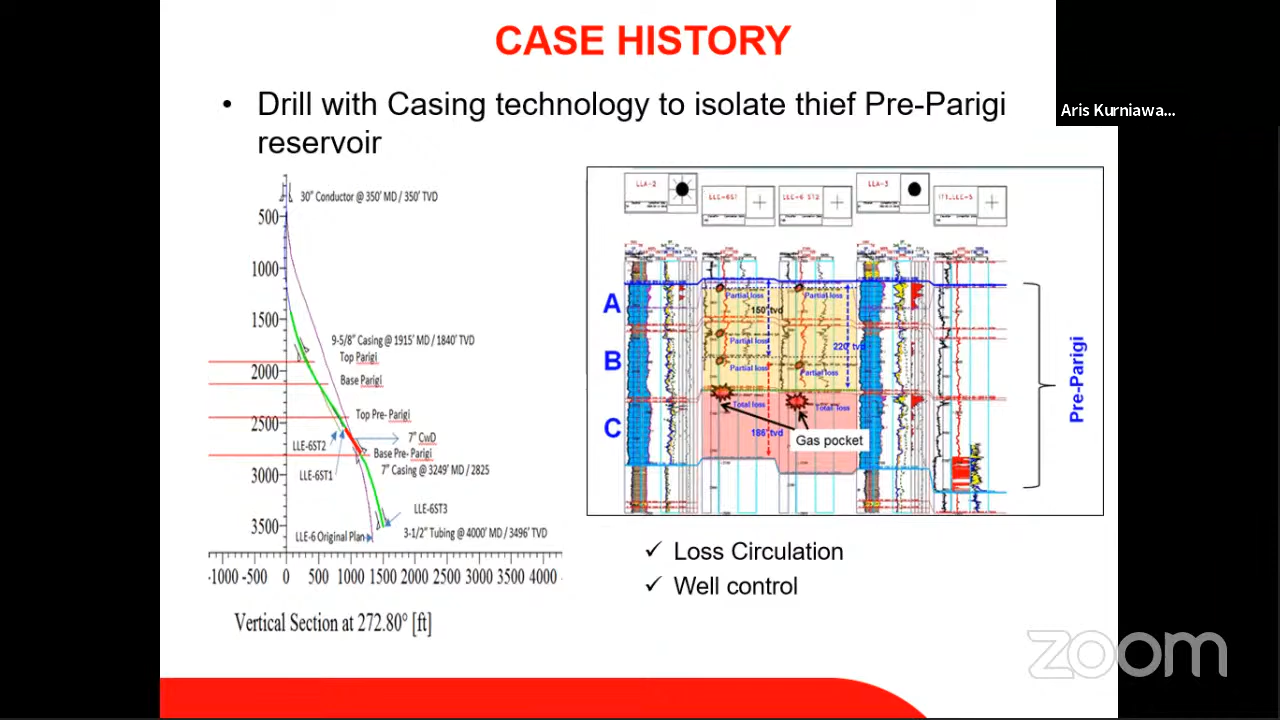 CASE HISTORY
• Drill with Casing technology to isolate thief Pre-Parigi
reservoir
Aris Kurniawa...
30" Conductor @ 350' MD / 350' TVD
500
1000
1500
9-5/8" Casing @ 1915' MD / 1840' TVD
Top Parigi
2000
Base Parigi
Top Pre-Parigi
2500
LLE-6ST2
7" CwD
Base Pre-Parigi
LLE-6ST1
7" Casing @ 3249' MD / 2825
3000
LLE-6ST3
3500
LLE-6 Original Plan
3-1/2" Tubing @ 4000' MD / 3496' TVD
-1000 -500 0 500 1000 1500 2000 2500 3000 3500 4000
Vertical Section at 272.80° [ft]
LLA-2
LLA-3
A
B
C
Partial loss
Partial loss
150' tvd
Partial loss
220' tvd
Partial loss
Partial loss
Total loss
Total loss
186' tvd
Gas pocket
Pre-Parigi
✓ Loss Circulation
✓ Well control
zoom